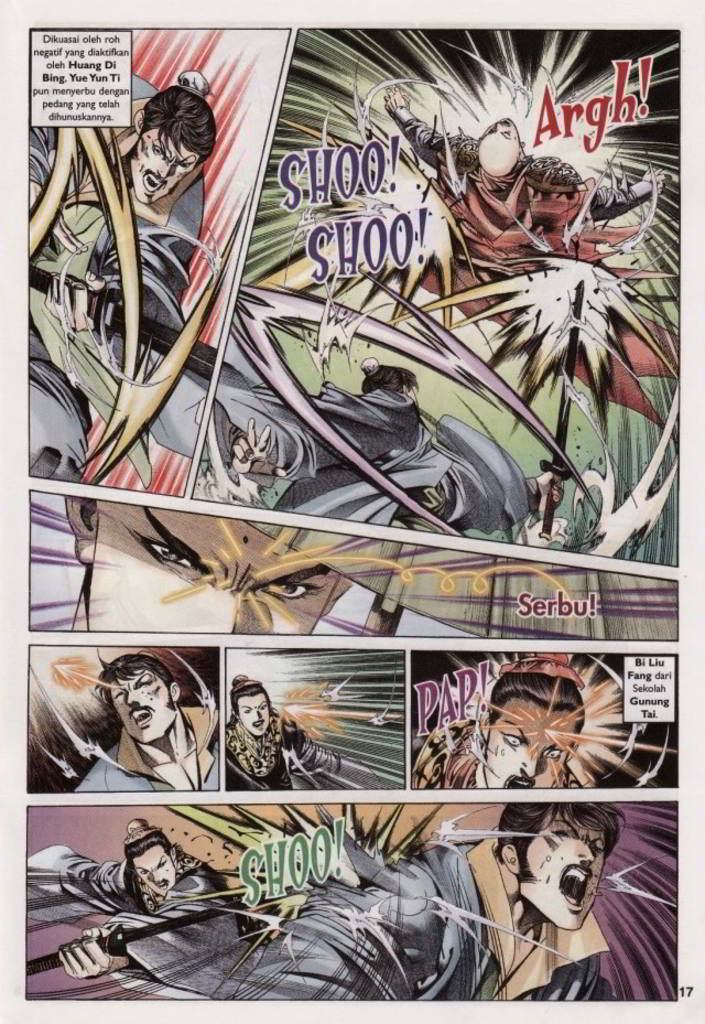 Dikuasai oleh roh
negatif yang diaktifkan
oleh Huang Di
Bing, Yue Yun Ti
pun menyerbu dengan
pedang yang telah
dihunuskannya.
Argh!
SHOO!
SHOO!
Serbu!
PAP!
Bi Liu
Fang dari
Sekolah
Gunung
Tai.
SHOO!
17